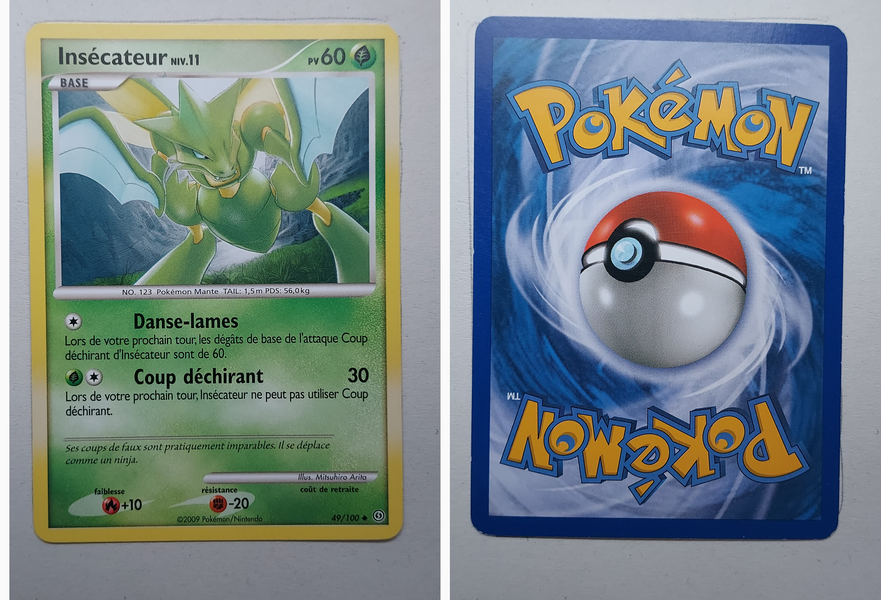 Insécateur NIV.11
PV 60
BASE
NO. 123 Pokémon Mante TAIL: 1,5m PDS: 56,0kg
Danse-lames
Lors de votre prochain tour, les dégâts de base de l'attaque Coup
déchirant d'Insécateur sont de 60.
Coup déchirant 30
Lors de votre prochain tour, Insécateur ne peut pas utiliser Coup
déchirant.
Ses coups de faux sont pratiquement imparables. Il se déplace
comme un ninja.
Illus. Mitsuhiro Arita
faiblesse résistance coût de retraite
+10 -20
©2009 Pokémon/Nintendo 49/100
POKéMON
TM
TM
POKéMON